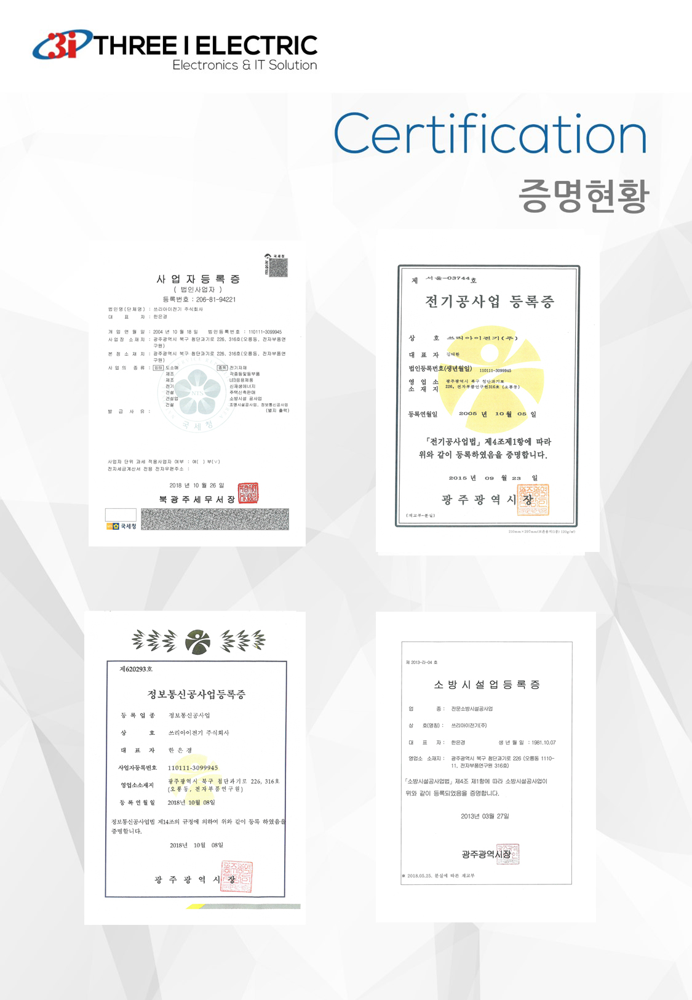 3i THREE I ELECTRIC
Electronics & IT Solution
Certification
증명현황
국세청
nts.go.kr
사 업 자 등 록 증
( 법인사업자 )
등록번호 : 206-81-94221
법인명(단체명) : 쓰리아이전기 주식회사
대 표 자 : 한은경
개 업 연 월 일 : 2004 년 10 월 18 일 법인등록번호 : 110111-3099945
사업장 소재지 : 광주광역시 북구 첨단과기로 226, 316호(오룡동, 전자부품연
구원)
본 점 소 재 지 : 광주광역시 북구 첨단과기로 226, 316호(오룡동, 전자부품연
구원)
사 업 의 종 류 : 업태 도소매 종목 전기자재
제조 각종등및등부품
제조 LED응용제품
전기 신재생에너지
건설 주택신축판매
건설업 소방시설 공사업
건설 조명시설공사업, 정보통신공사업
발 급 사 유 : (별지 출력)
NTS
국세청
사업자 단위 과세 적용사업자 여부 : 여( ) 부(∨)
전자세금계산서 전용 전자우편주소 :
2018 년 10 월 26 일
북광주세무서장
국세청
제 서울-03744 호
전기공사업 등록증
상 호 쓰리아이전기(주)
대 표 자 김태환
법인등록번호(생년월일) 110111-3099945
영 업 소 광주광역시 북구 첨단과기로
소 재 지 226, 전자부품연구원316호 (오룡동)
등록연월일 2005 년 10 월 05 일
「전기공사업법」 제4조제1항에 따라
위와 같이 등록하였음을 증명합니다.
2015 년 09 월 23 일
광 주 광 역 시 장
(재교부-분실)
210mm×297mm(보존용지(1종) 120g/㎡)
제620293호
정보통신공사업등록증
등 록 업 종 정보통신공사업
상 호 쓰리아이전기 주식회사
대 표 자 한 은 경
사업자등록번호 110111-3099945
영업소소재지 광주광역시 북구 첨단과기로 226, 316호
(오룡동, 전자부품연구원)
등 록 연 월 일 2018년 10월 08일
정보통신공사업법 제14조의 규정에 의하여 위와 같이 등록 하였음을
증명합니다.
2018년 10월 08일
광 주 광 역 시 장
제 2013-라-04 호
소 방 시 설 업 등 록 증
업 종 : 전문소방시설공사업
상 호(명칭) : 쓰리아이전기(주)
대 표 자 : 한은경 생 년 월 일 : 1981.10.07
영업소 소재지 : 광주광역시 북구 첨단과기로 226 (오룡동 1110-
11, 전자부품연구원 316호)
「소방시설공사업법」 제4조 제1항에 따라 소방시설공사업이
위와 같이 등록되었음을 증명합니다.
2013년 03월 27일
광주광역시장
※ 2018.05.25. 분실에 따른 재교부